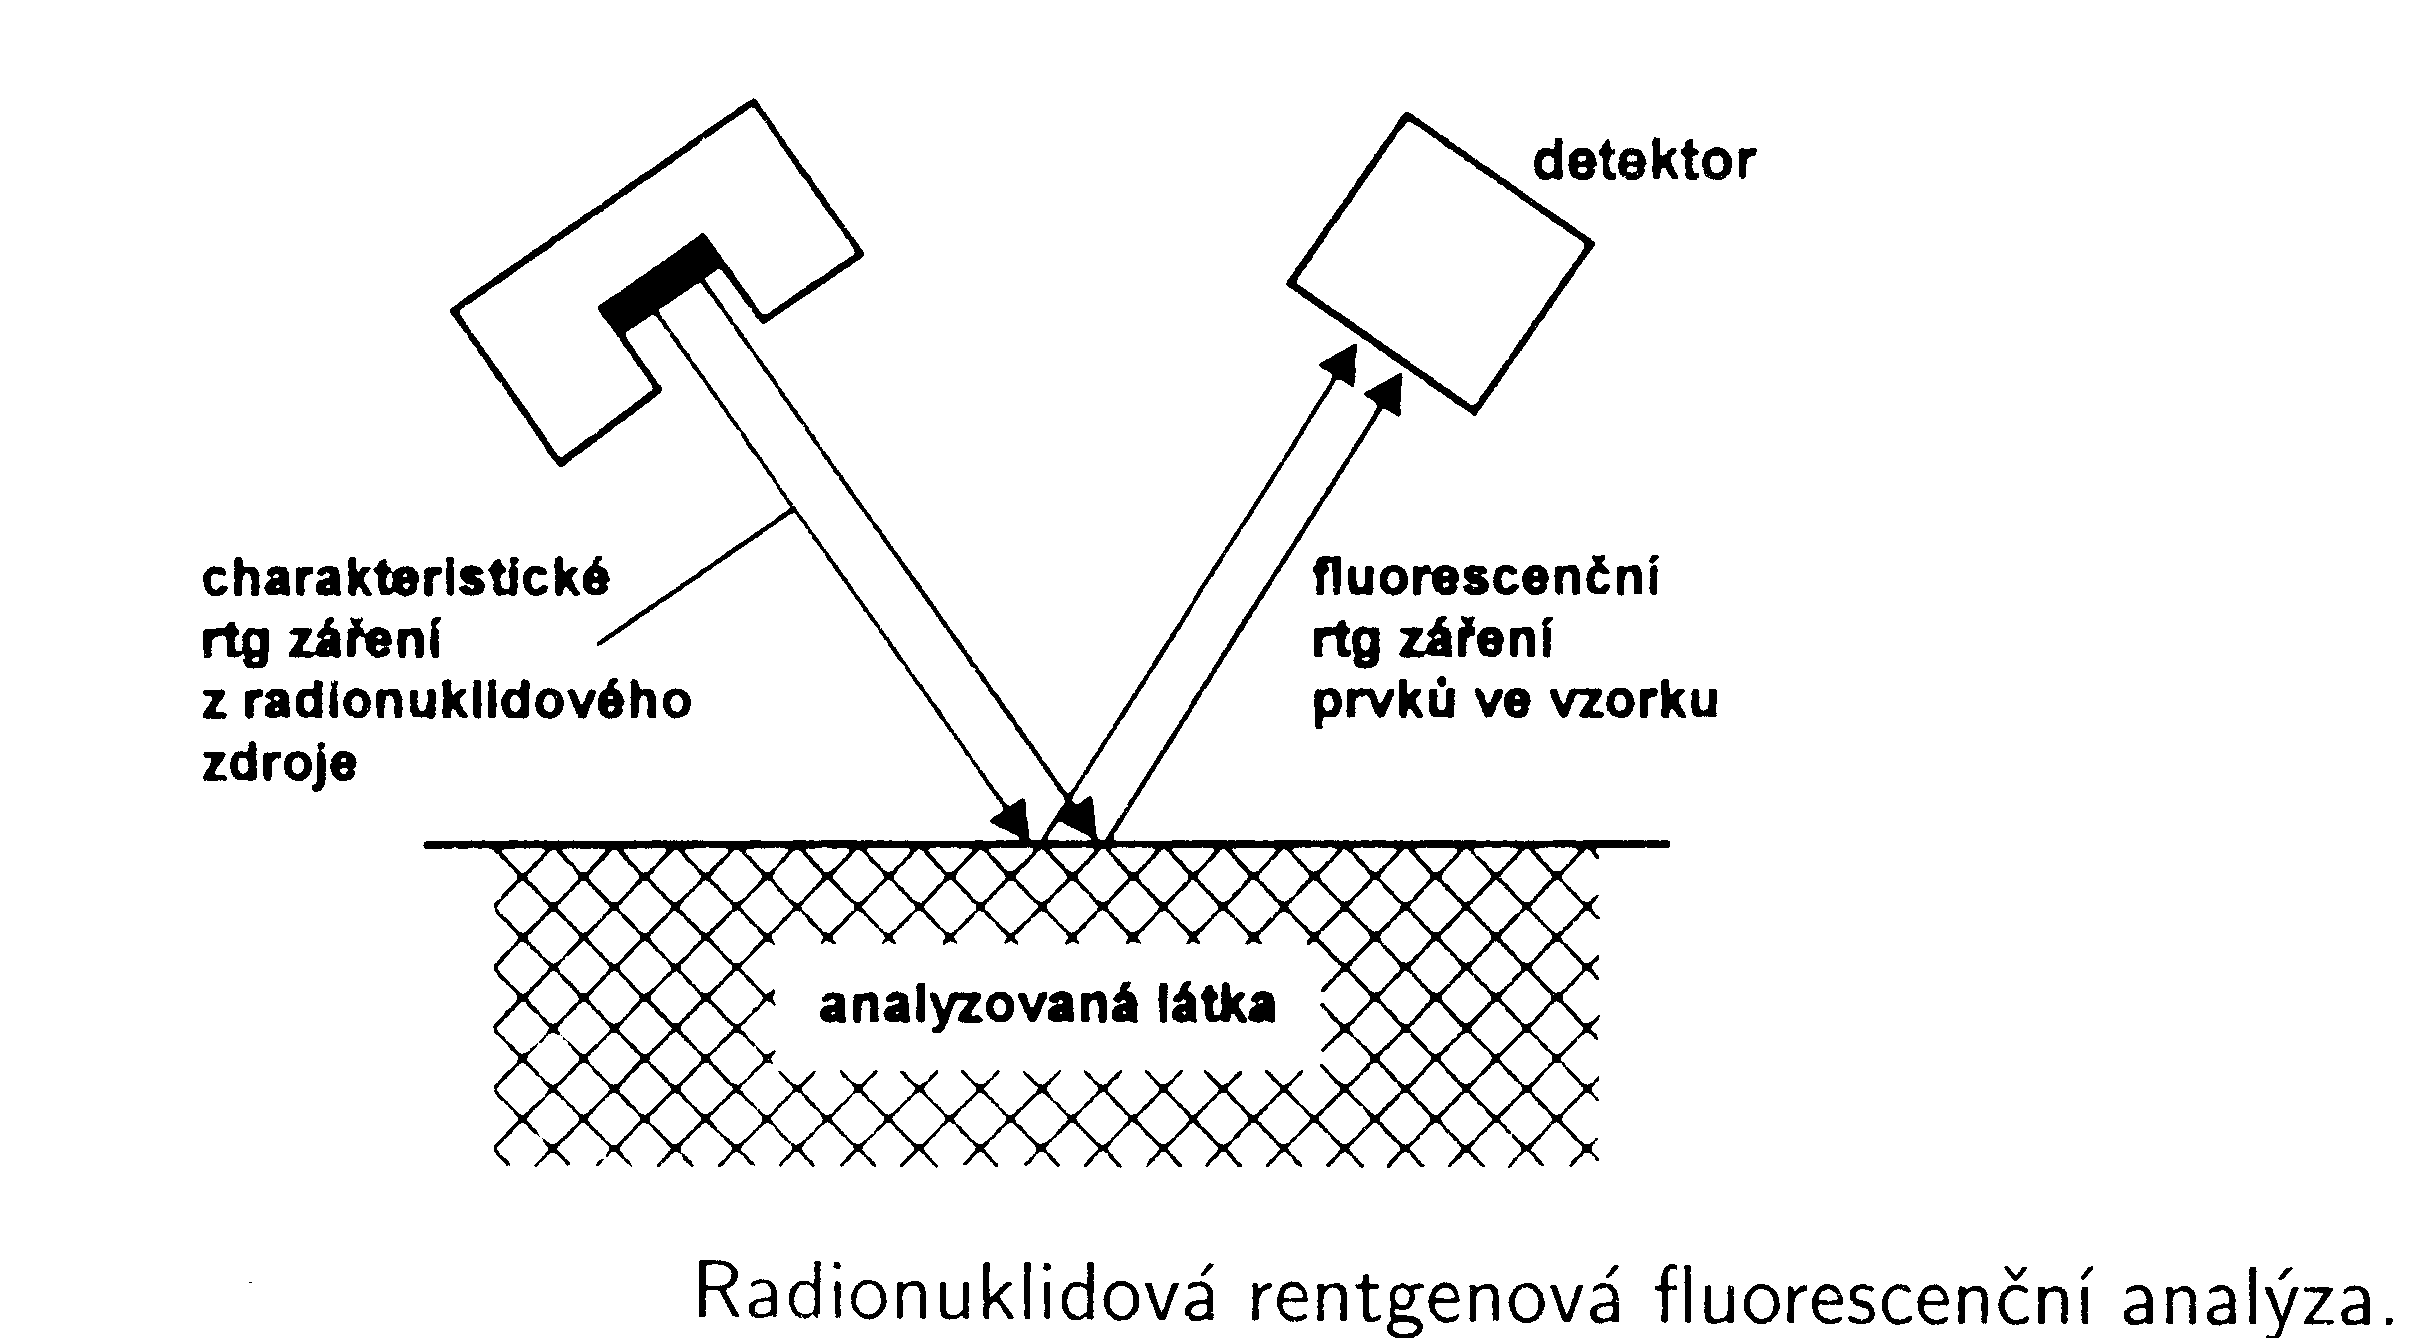 detektor
charakteristické
rtg záření
z radionuklidového
zdroje
fluorescenční
rtg záření
prvků ve vzorku
analyzovaná látka
Radionuklidová rentgenová fluorescenční analýza.